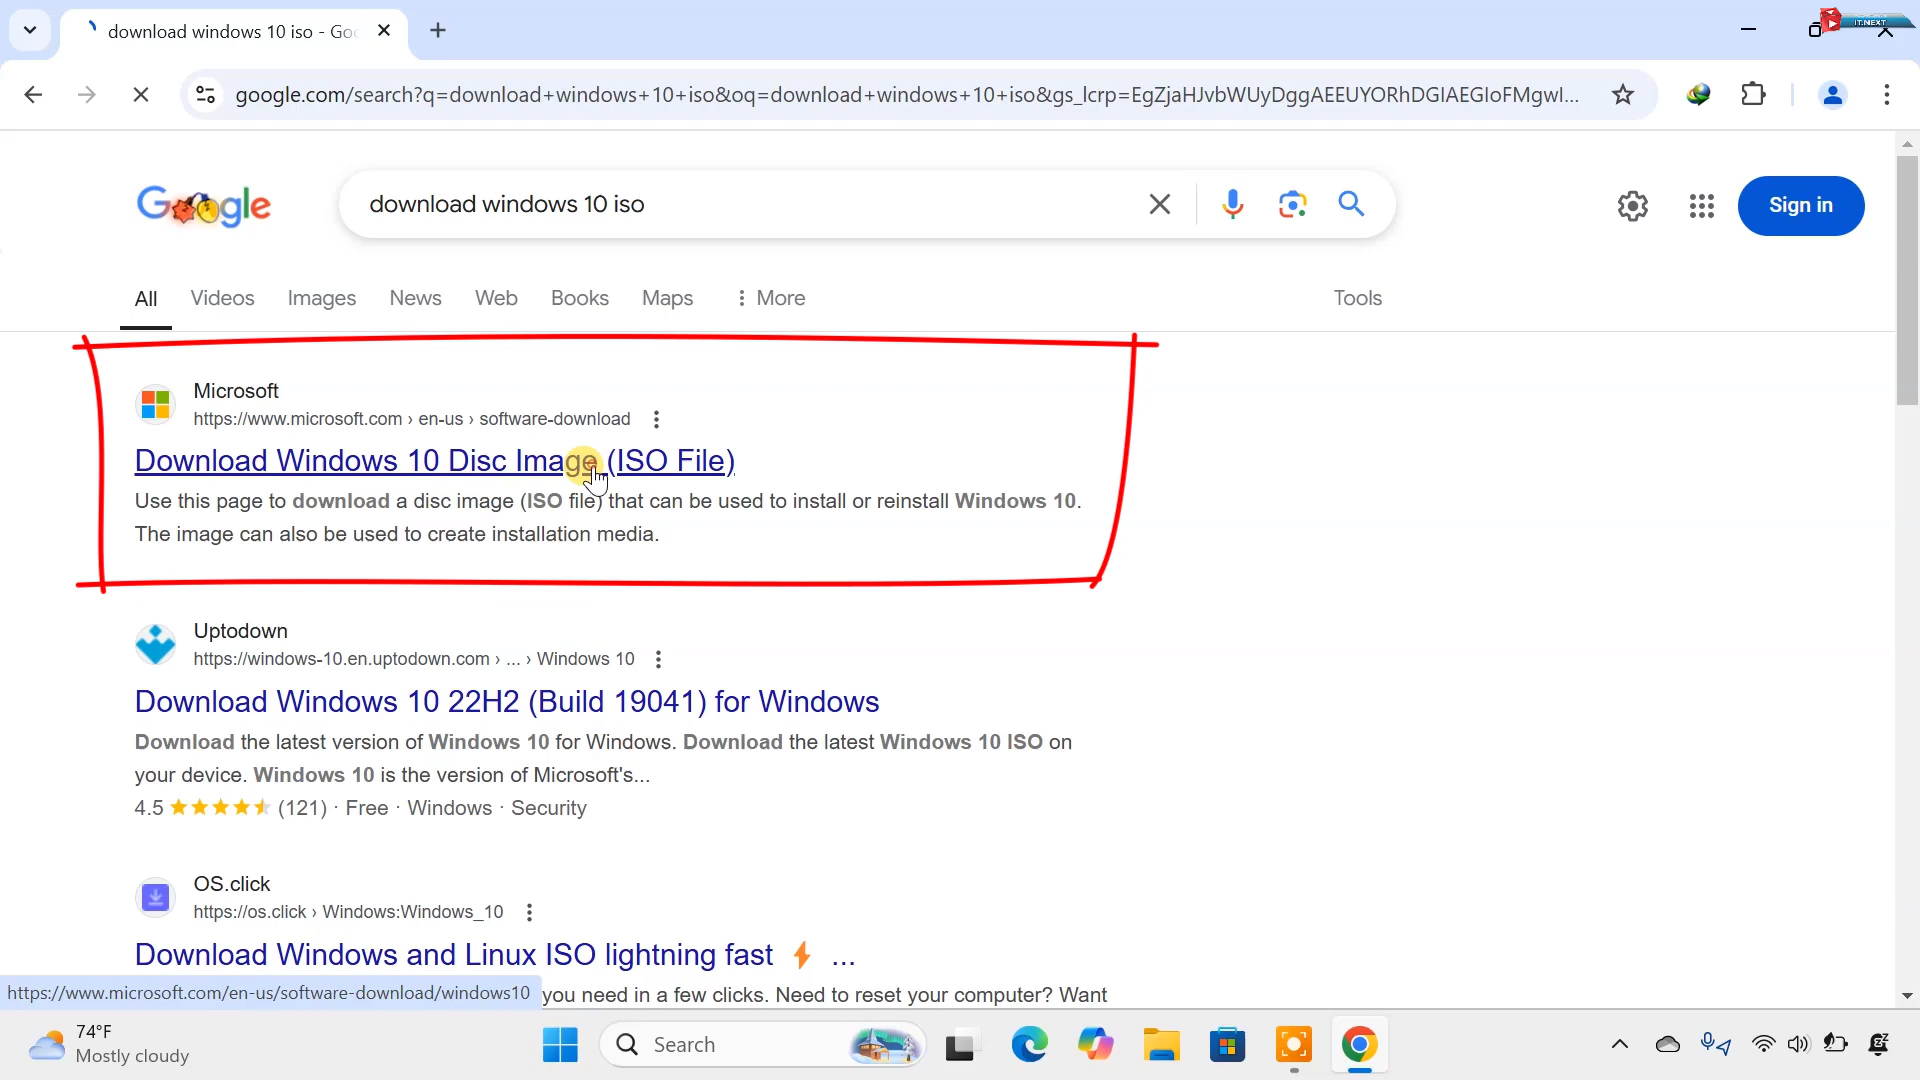 download windows 10 iso - Goo
IT.NEXT
google.com/search?q=download+windows+10+iso&oq=download+windows+10+iso&gs_lcrp=EgZjaHJvbWUyDggAEEUYORhDGIAEGIoFMgwI...
Google
download windows 10 iso
Sign in
All Videos Images News Web Books Maps More Tools
Microsoft
https://www.microsoft.com › en-us › software-download
Download Windows 10 Disc Image (ISO File)
Use this page to download a disc image (ISO file) that can be used to install or reinstall Windows 10.
The image can also be used to create installation media.
Uptodown
https://windows-10.en.uptodown.com › ... › Windows 10
Download Windows 10 22H2 (Build 19041) for Windows
Download the latest version of Windows 10 for Windows. Download the latest Windows 10 ISO on
your device. Windows 10 is the version of Microsoft's...
4.5 ★★★★★ (121) · Free · Windows · Security
OS.click
https://os.click › Windows:Windows_10
Download Windows and Linux ISO lightning fast ⚡ ...
https://www.microsoft.com/en-us/software-download/windows10
you need in a few clicks. Need to reset your computer? Want
74°F
Mostly cloudy
Search